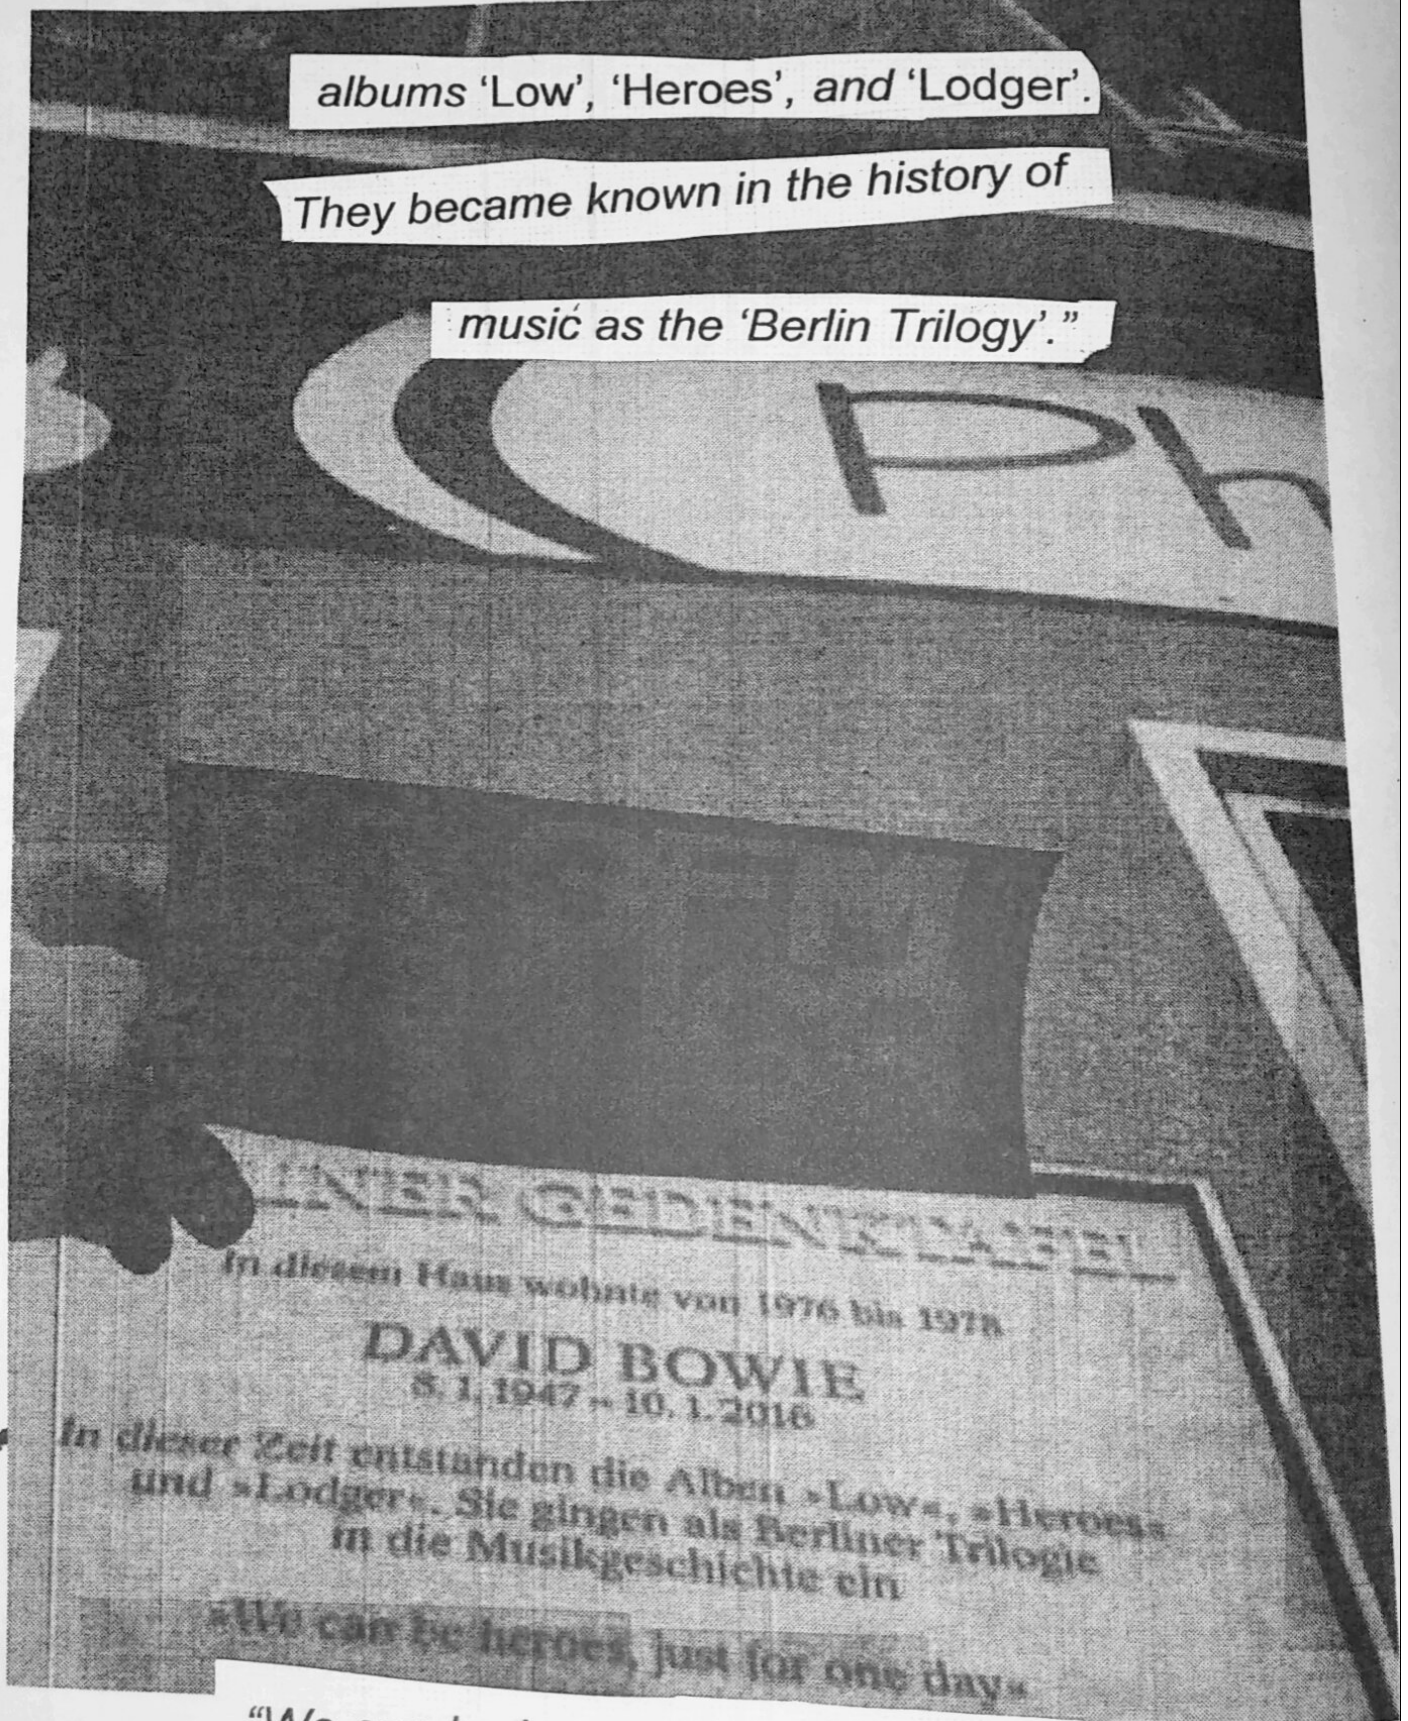 albums ‘Low’, ‘Heroes’, and ‘Lodger’.
They became known in the history of
music as the ‘Berlin Trilogy’.”
Ph
INER GEDENKTAFEL
In diesem Haus wohnte von 1976 bis 1978
DAVID BOWIE
8. 1. 1947 – 10. 1. 2016
In dieser Zeit entstanden die Alben »Low«, »Heroes«
und »Lodger«. Sie gingen als Berliner Trilogie
in die Musikgeschichte ein
»We can be heroes, just for one day«
“We